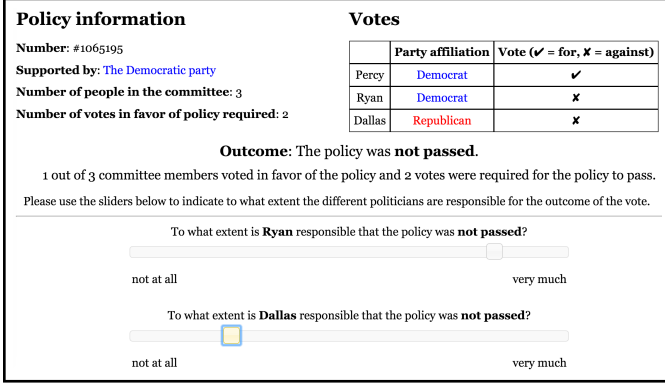 Policy information
Number: #1065195
Supported by: The Democratic party
Number of people in the committee: 3
Number of votes in favor of policy required: 2
Votes
Party affiliation Vote (✔ = for, ✘ = against)
Percy Democrat ✔
Ryan Democrat ✘
Dallas Republican ✘
Outcome: The policy was not passed.
1 out of 3 committee members voted in favor of the policy and 2 votes were required for the policy to pass.
Please use the sliders below to indicate to what extent the different politicians are responsible for the outcome of the vote.
To what extent is Ryan responsible that the policy was not passed?
not at all very much
To what extent is Dallas responsible that the policy was not passed?
not at all very much